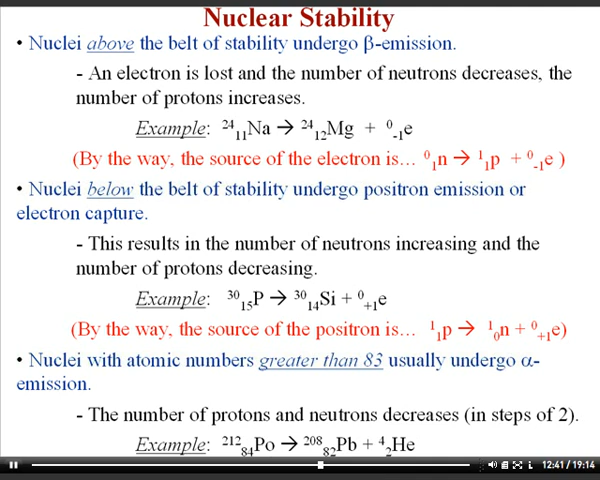 Nuclear Stability
• Nuclei above the belt of stability undergo β-emission.
- An electron is lost and the number of neutrons decreases, the
number of protons increases.
Example: ²⁴₁₁Na → ²⁴₁₂Mg + ⁰₋₁e
(By the way, the source of the electron is… ⁰₁n → ¹₁p + ⁰₋₁e )
• Nuclei below the belt of stability undergo positron emission or
electron capture.
- This results in the number of neutrons increasing and the
number of protons decreasing.
Example: ³⁰₁₅P → ³⁰₁₄Si + ⁰₊₁e
(By the way, the source of the positron is… ¹₁p → ¹₀n + ⁰₊₁e)
• Nuclei with atomic numbers greater than 83 usually undergo α-
emission.
- The number of protons and neutrons decreases (in steps of 2).
Example: ²¹²₈₄Po → ²⁰⁸₈₂Pb + ⁴₂He
12:41 / 19:14